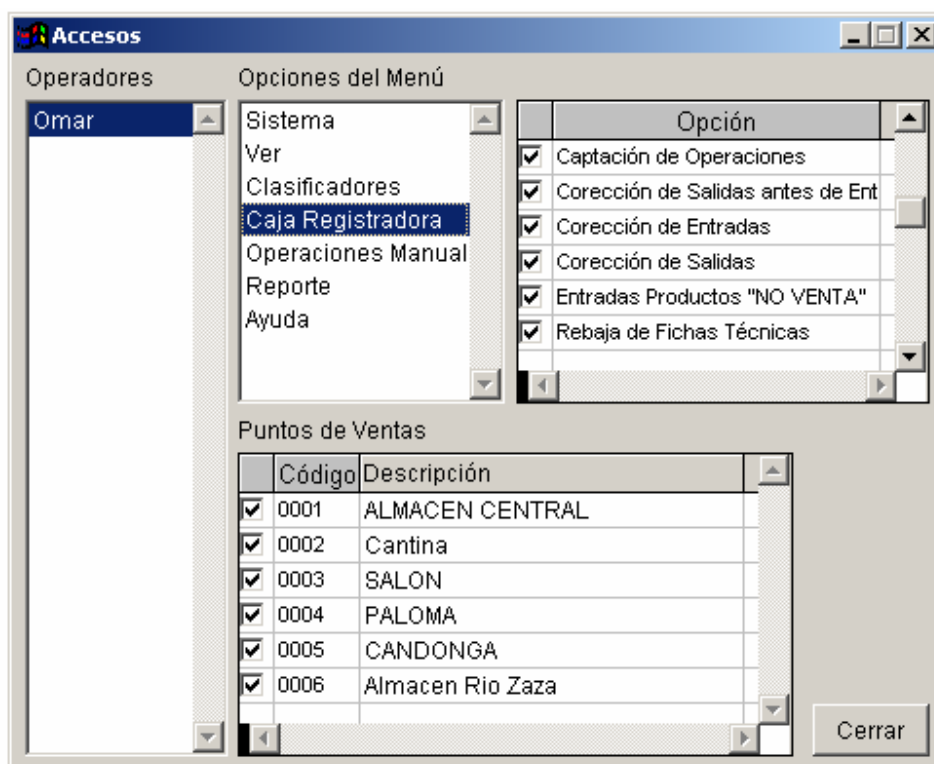 Accesos
Operadores
Opciones del Menú
Omar
Sistema
Ver
Clasificadores
Caja Registradora
Operaciones Manual
Reporte
Ayuda
Opción
Captación de Operaciones
Corección de Salidas antes de Ent
Corección de Entradas
Corección de Salidas
Entradas Productos "NO VENTA"
Rebaja de Fichas Técnicas
Puntos de Ventas
Código Descripción
0001 ALMACEN CENTRAL
0002 Cantina
0003 SALON
0004 PALOMA
0005 CANDONGA
0006 Almacen Rio Zaza
Cerrar